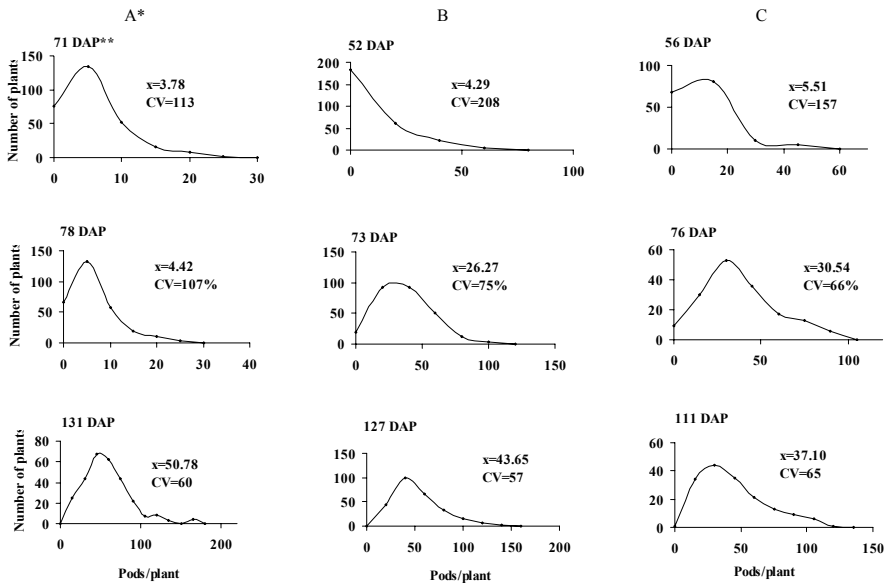 A* B C
71 DAP** 52 DAP 56 DAP
Number of plants
150
100
50
0
x=3.78
CV=113
0 10 20 30
200
150
100
50
0
x=4.29
CV=208
0 50 100
100
50
0
x=5.51
CV=157
0 20 40 60
78 DAP 73 DAP 76 DAP
Number of plants
150
100
50
0
x=4.42
CV=107%
0 10 20 30 40
150
100
50
0
x=26.27
CV=75%
0 50 100 150
60
40
20
0
x=30.54
CV=66%
0 50 100
131 DAP 127 DAP 111 DAP
Number of plants
80
60
40
20
0
x=50.78
CV=60
0 100 200
Pods/plant
150
100
50
0
x=43.65
CV=57
0 50 100 150 200
Pods/plant
60
40
20
0
x=37.10
CV=65
0 50 100 150
Pods/plant